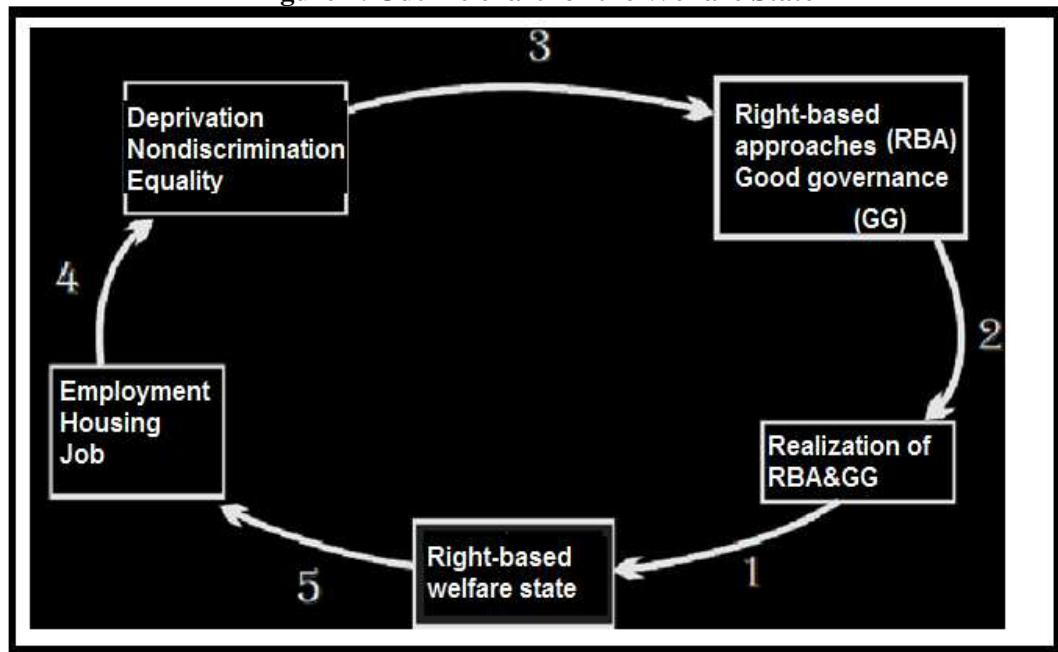 3
Deprivation
Nondiscrimination
Equality
Right-based
approaches (RBA)
Good governance
(GG)
4
2
Employment
Housing
Job
Realization of
RBA&GG
Right-based
welfare state
5
1